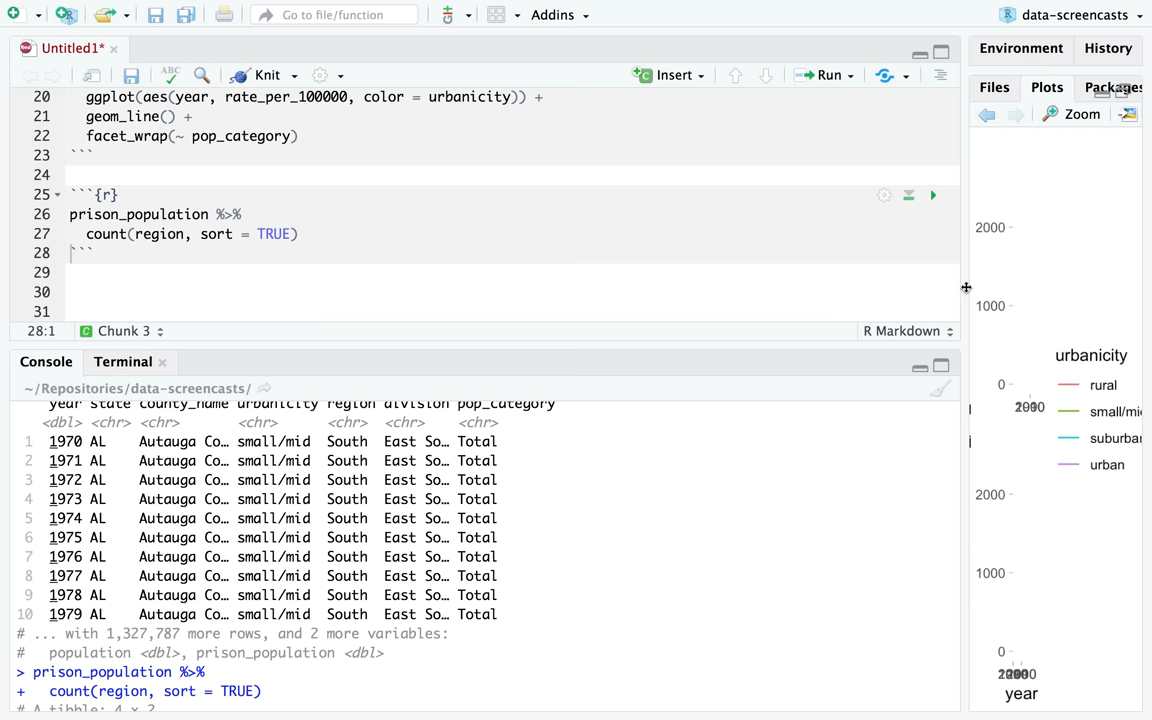 Go to file/function
Addins
data-screencasts
Untitled1*
Environment
History
ABC
Knit
Insert
Run
Files
Plots
Packages
Zoom
20 ggplot(aes(year, rate_per_100000, color = urbanicity)) +
21 geom_line() +
22 facet_wrap(~ pop_category)
23 ```
24
25 ```{r}
26 prison_population %>%
27 count(region, sort = TRUE)
28 ```
29
30
31
28:1 Chunk 3 R Markdown
Console Terminal
~/Repositories/data-screencasts/
year state county_name urbanicity region division pop_category
<dbl> <chr> <chr> <chr> <chr> <chr> <chr>
1 1970 AL Autauga Co… small/mid South East So… Total
2 1971 AL Autauga Co… small/mid South East So… Total
3 1972 AL Autauga Co… small/mid South East So… Total
4 1973 AL Autauga Co… small/mid South East So… Total
5 1974 AL Autauga Co… small/mid South East So… Total
6 1975 AL Autauga Co… small/mid South East So… Total
7 1976 AL Autauga Co… small/mid South East So… Total
8 1977 AL Autauga Co… small/mid South East So… Total
9 1978 AL Autauga Co… small/mid South East So… Total
10 1979 AL Autauga Co… small/mid South East So… Total
# ... with 1,327,787 more rows, and 2 more variables:
# population <dbl>, prison_population <dbl>
> prison_population %>%
+ count(region, sort = TRUE)
# A tibble: 4 x 2
2000
1000
0
urbanicity
rural
small/mi
suburba
urban
2000
1000
0
year